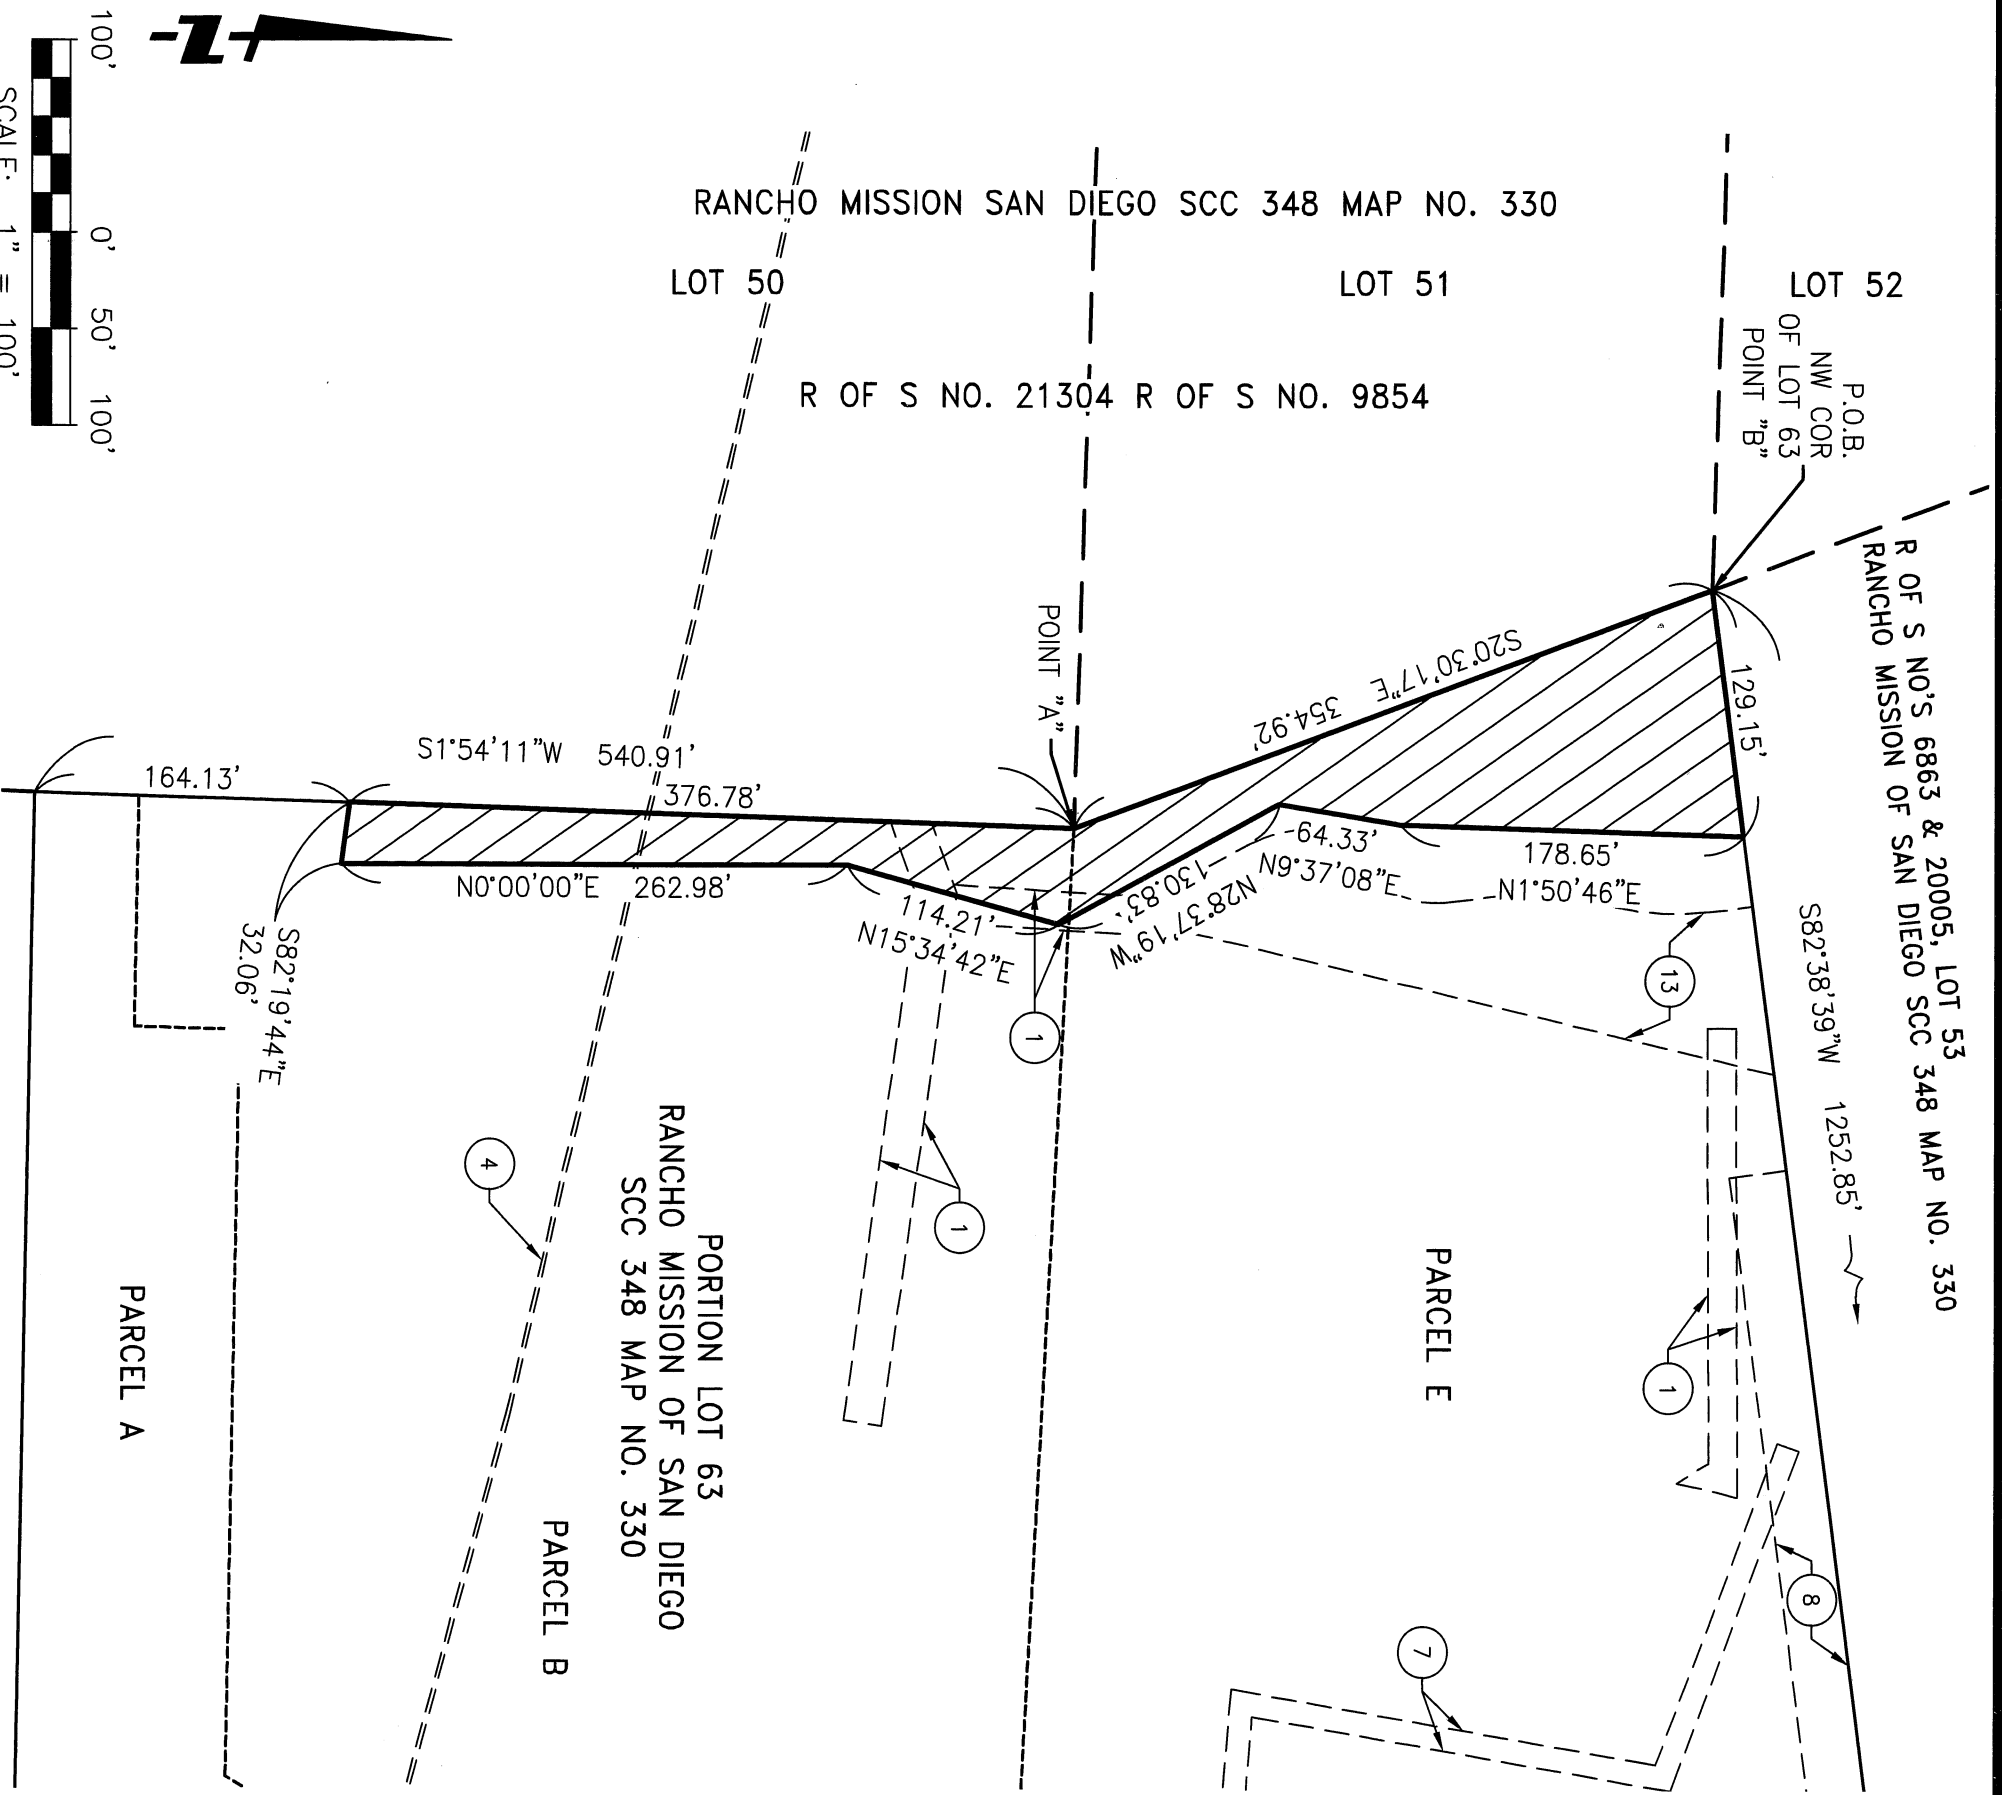 RANCHO MISSION SAN DIEGO SCC 348 MAP NO. 330
LOT 50
LOT 51
LOT 52
R OF S NO. 21304 R OF S NO. 9854
P.O.B.
NW COR
OF LOT 63
POINT "B"
R OF S NO'S 6863 & 20005, LOT 53
RANCHO MISSION OF SAN DIEGO SCC 348 MAP NO. 330
129.15'
S82°38'39"W 1252.85'
S20°30'17"E 354.92'
POINT "A"
S1°54'11"W 540.91'
164.13'
376.78'
N0°00'00"E 262.98'
S82°19'44"E
32.06'
114.21'
N15°34'42"E
130.83'
N28°37'19"W
64.33'
N9°37'08"E
178.65'
N1°50'46"E
13
1
1
1
4
7
8
PARCEL A
PARCEL B
PARCEL E
PORTION LOT 63
RANCHO MISSION OF SAN DIEGO
SCC 348 MAP NO. 330
N
100' 0' 50' 100'
SCALE: 1" = 100'